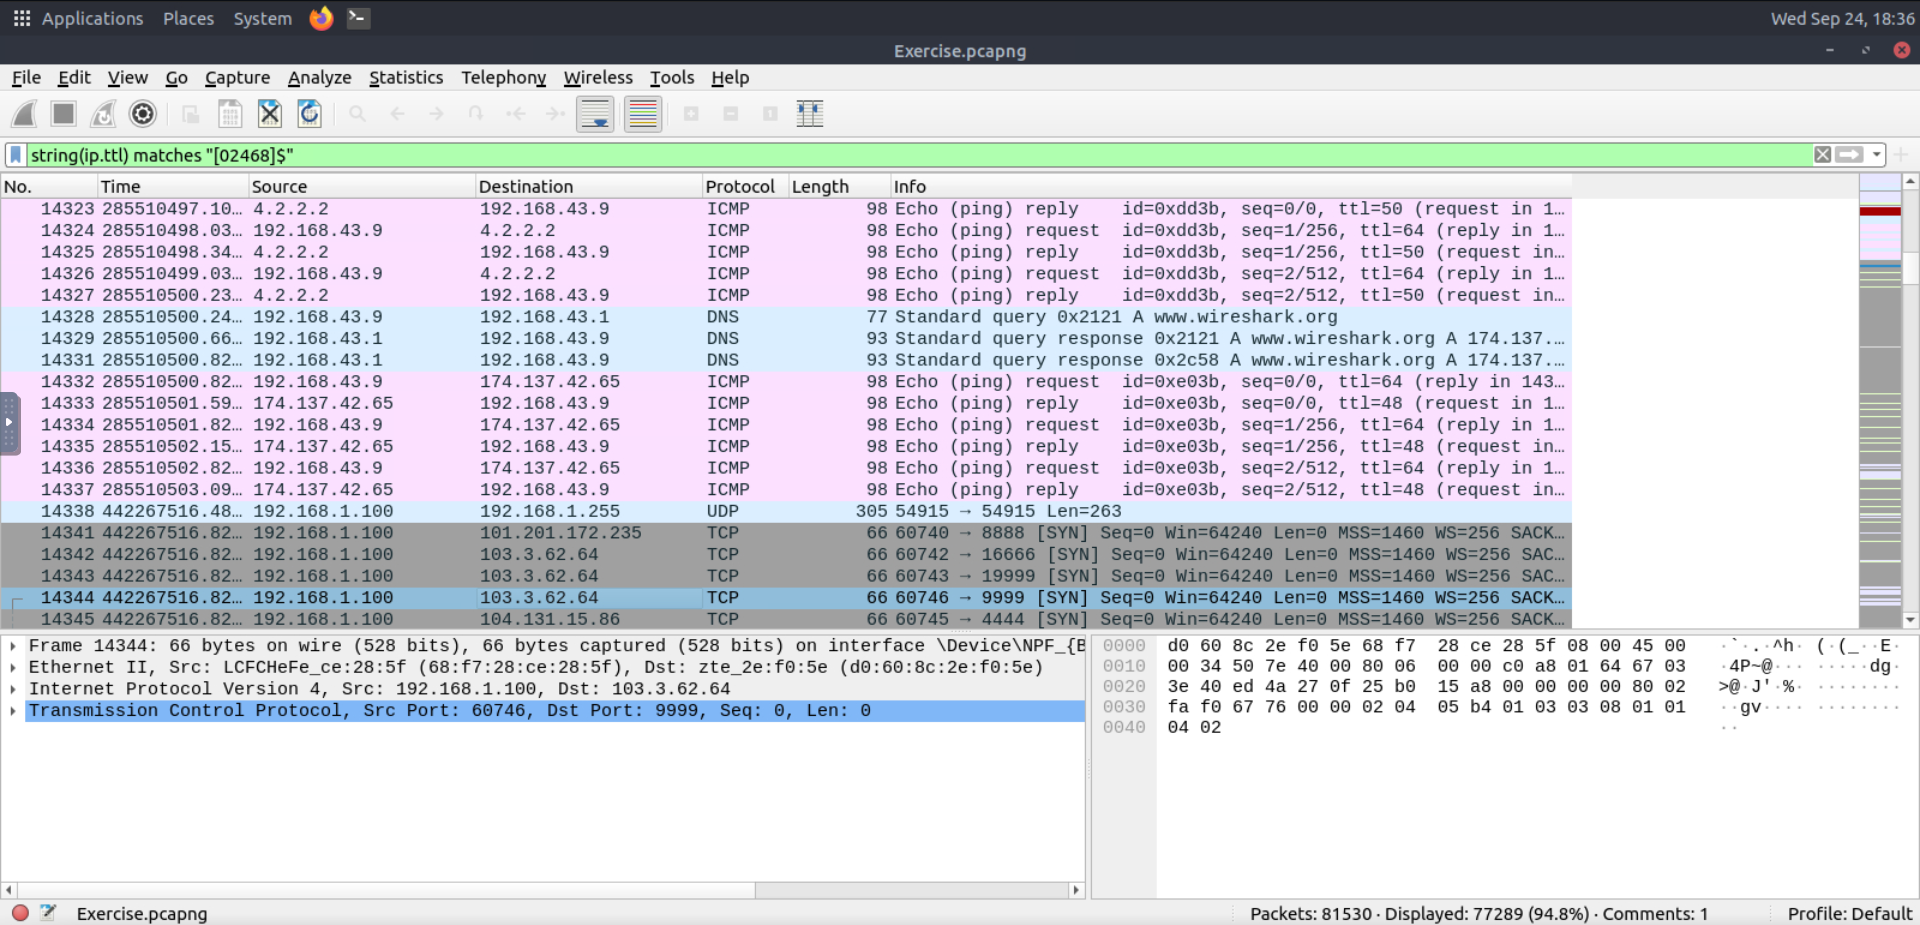 Applications Places System Wed Sep 24, 18:36
Exercise.pcapng
File Edit View Go Capture Analyze Statistics Telephony Wireless Tools Help
string(ip.ttl) matches "[02468]$"
No. Time Source Destination Protocol Length Info
14323 285510497.10… 4.2.2.2 192.168.43.9 ICMP 98 Echo (ping) reply id=0xdd3b, seq=0/0, ttl=50 (request in 1…
14324 285510498.03… 192.168.43.9 4.2.2.2 ICMP 98 Echo (ping) request id=0xdd3b, seq=1/256, ttl=64 (reply in 1…
14325 285510498.34… 4.2.2.2 192.168.43.9 ICMP 98 Echo (ping) reply id=0xdd3b, seq=1/256, ttl=50 (request in…
14326 285510499.03… 192.168.43.9 4.2.2.2 ICMP 98 Echo (ping) request id=0xdd3b, seq=2/512, ttl=64 (reply in 1…
14327 285510500.23… 4.2.2.2 192.168.43.9 ICMP 98 Echo (ping) reply id=0xdd3b, seq=2/512, ttl=50 (request in…
14328 285510500.24… 192.168.43.9 192.168.43.1 DNS 77 Standard query 0x2121 A www.wireshark.org
14329 285510500.66… 192.168.43.1 192.168.43.9 DNS 93 Standard query response 0x2121 A www.wireshark.org A 174.137.…
14331 285510500.82… 192.168.43.1 192.168.43.9 DNS 93 Standard query response 0x2c58 A www.wireshark.org A 174.137.…
14332 285510500.82… 192.168.43.9 174.137.42.65 ICMP 98 Echo (ping) request id=0xe03b, seq=0/0, ttl=64 (reply in 143…
14333 285510501.59… 174.137.42.65 192.168.43.9 ICMP 98 Echo (ping) reply id=0xe03b, seq=0/0, ttl=48 (request in 1…
14334 285510501.82… 192.168.43.9 174.137.42.65 ICMP 98 Echo (ping) request id=0xe03b, seq=1/256, ttl=64 (reply in 1…
14335 285510502.15… 174.137.42.65 192.168.43.9 ICMP 98 Echo (ping) reply id=0xe03b, seq=1/256, ttl=48 (request in…
14336 285510502.82… 192.168.43.9 174.137.42.65 ICMP 98 Echo (ping) request id=0xe03b, seq=2/512, ttl=64 (reply in 1…
14337 285510503.09… 174.137.42.65 192.168.43.9 ICMP 98 Echo (ping) reply id=0xe03b, seq=2/512, ttl=48 (request in…
14338 442267516.48… 192.168.1.100 192.168.1.255 UDP 305 54915 → 54915 Len=263
14341 442267516.82… 192.168.1.100 101.201.172.235 TCP 66 60740 → 8888 [SYN] Seq=0 Win=64240 Len=0 MSS=1460 WS=256 SACK…
14342 442267516.82… 192.168.1.100 103.3.62.64 TCP 66 60742 → 16666 [SYN] Seq=0 Win=64240 Len=0 MSS=1460 WS=256 SAC…
14343 442267516.82… 192.168.1.100 103.3.62.64 TCP 66 60743 → 19999 [SYN] Seq=0 Win=64240 Len=0 MSS=1460 WS=256 SAC…
14344 442267516.82… 192.168.1.100 103.3.62.64 TCP 66 60746 → 9999 [SYN] Seq=0 Win=64240 Len=0 MSS=1460 WS=256 SACK…
14345 442267516.82… 192.168.1.100 104.131.15.86 TCP 66 60745 → 4444 [SYN] Seq=0 Win=64240 Len=0 MSS=1460 WS=256 SACK…
Frame 14344: 66 bytes on wire (528 bits), 66 bytes captured (528 bits) on interface \Device\NPF_{B
Ethernet II, Src: LCFCHeFe_ce:28:5f (68:f7:28:ce:28:5f), Dst: zte_2e:f0:5e (d0:60:8c:2e:f0:5e)
Internet Protocol Version 4, Src: 192.168.1.100, Dst: 103.3.62.64
Transmission Control Protocol, Src Port: 60746, Dst Port: 9999, Seq: 0, Len: 0
0000 d0 60 8c 2e f0 5e 68 f7 28 ce 28 5f 08 00 45 00 ·`·.·^h· (·(_··E·
0010 00 34 50 7e 40 00 80 06 00 00 c0 a8 01 64 67 03 ·4P~@··· ·····dg·
0020 3e 40 ed 4a 27 0f 25 b0 15 a8 00 00 00 00 80 02 >@·J'·%· ········
0030 fa f0 67 76 00 00 02 04 05 b4 01 03 03 08 01 01 ··gv···· ········
0040 04 02 ··
Exercise.pcapng Packets: 81530 · Displayed: 77289 (94.8%) · Comments: 1 Profile: Default